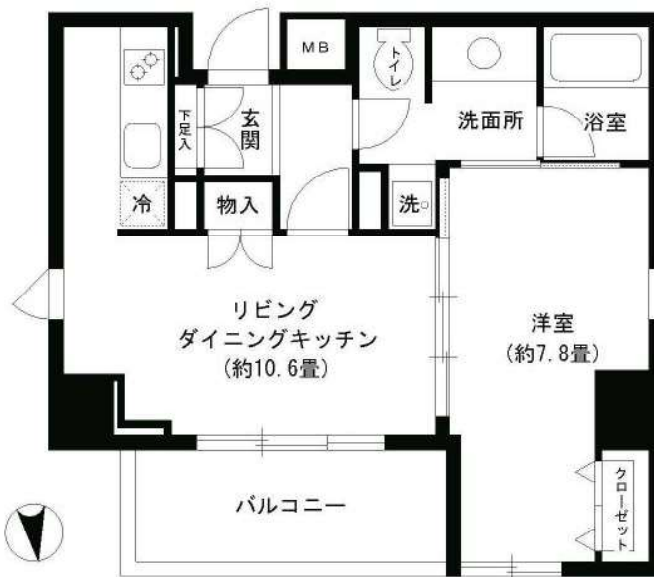 MB
トイレ
洗面所
浴室
下足入
玄関
冷
物入
洗
リビング
ダイニングキッチン
(約10.6畳)
洋室
(約7.8畳)
バルコニー
クローゼット